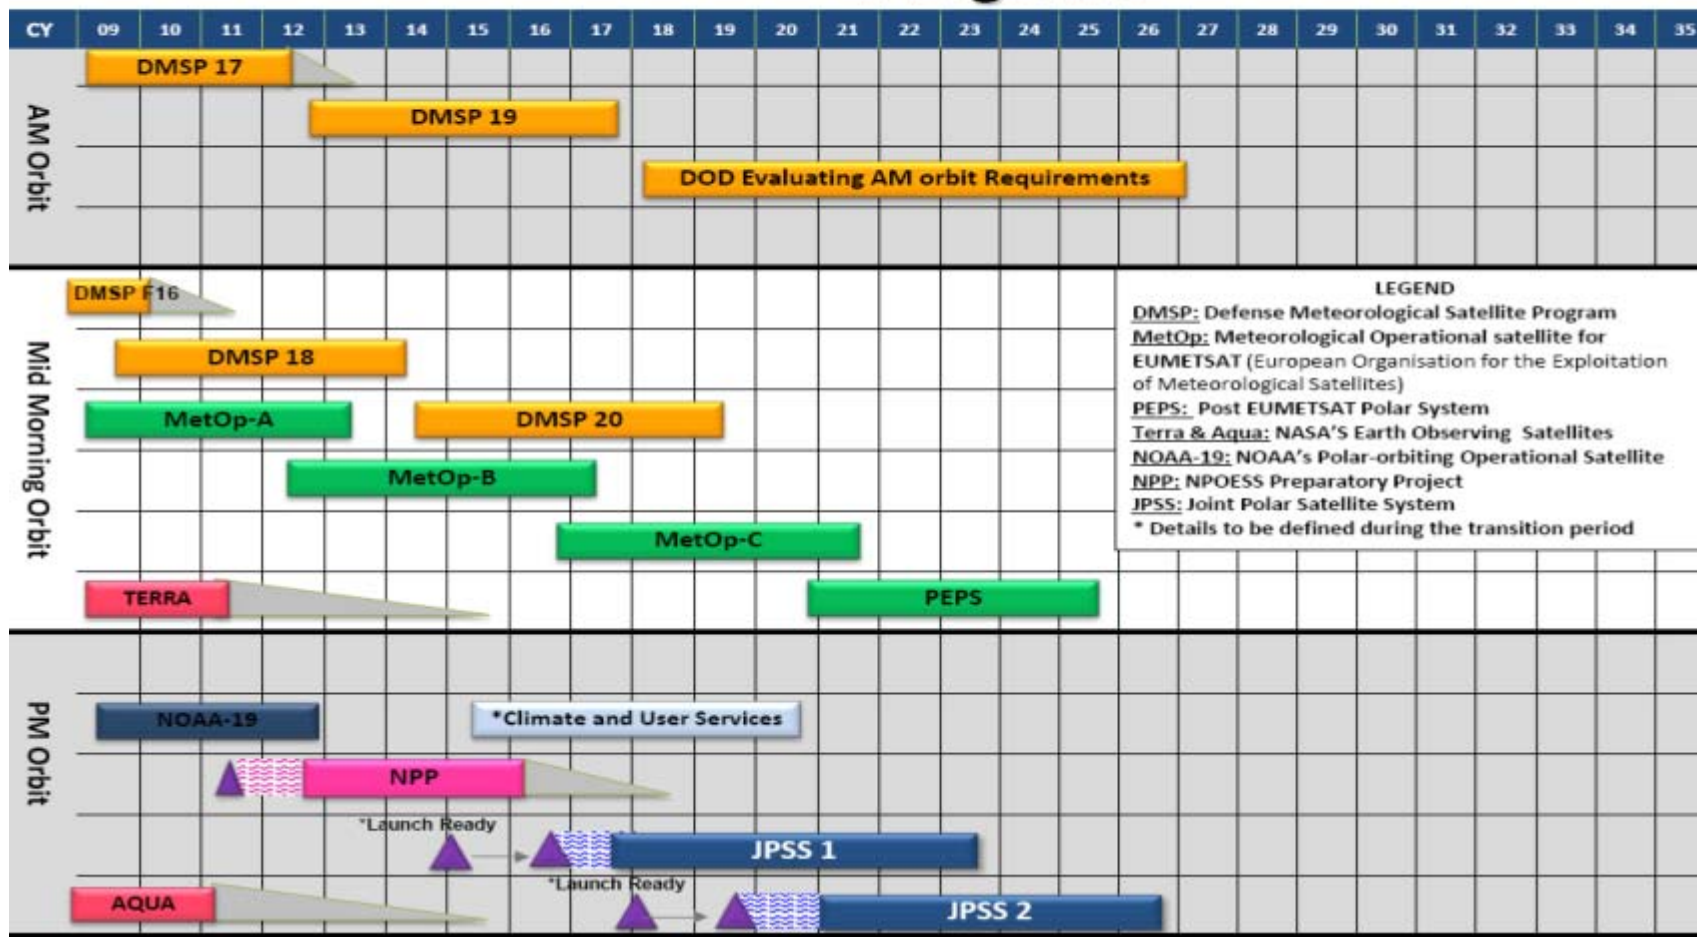 CY 09 10 11 12 13 14 15 16 17 18 19 20 21 22 23 24 25 26 27 28 29 30 31 32 33 34 35
AM Orbit
DMSP 17
DMSP 19
DOD Evaluating AM orbit Requirements
Mid Morning Orbit
DMSP F16
DMSP 18
MetOp-A
DMSP 20
MetOp-B
MetOp-C
TERRA
PEPS
LEGEND
DMSP: Defense Meteorological Satellite Program
MetOp: Meteorological Operational satellite for
EUMETSAT (European Organisation for the Exploitation
of Meteorological Satellites)
PEPS: Post EUMETSAT Polar System
Terra & Aqua: NASA'S Earth Observing Satellites
NOAA-19: NOAA's Polar-orbiting Operational Satellite
NPP: NPOESS Preparatory Project
JPSS: Joint Polar Satellite System
* Details to be defined during the transition period
PM Orbit
NOAA-19
*Climate and User Services
NPP
*Launch Ready
JPSS 1
*Launch Ready
AQUA
JPSS 2